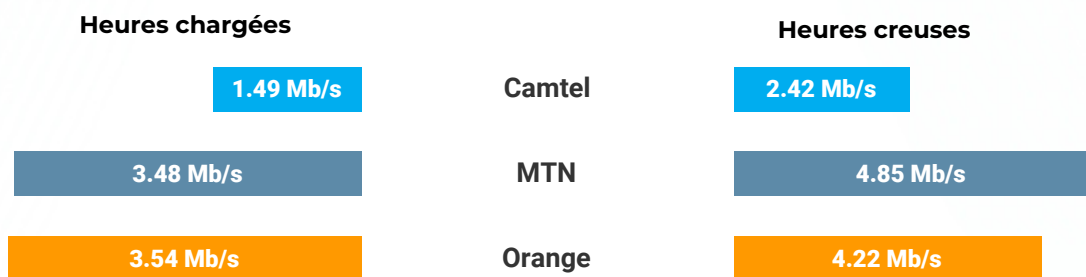 Heures chargées
Heures creuses
1.49 Mb/s Camtel 2.42 Mb/s
3.48 Mb/s MTN 4.85 Mb/s
3.54 Mb/s Orange 4.22 Mb/s